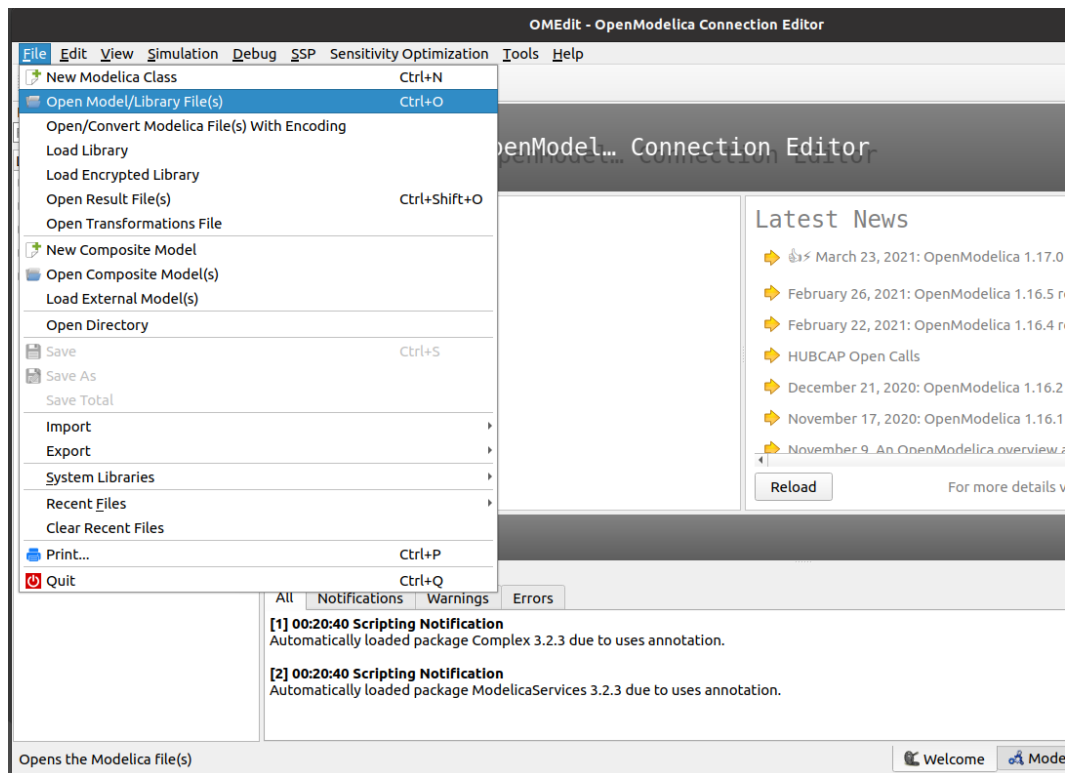 OMEdit - OpenModelica Connection Editor
File Edit View Simulation Debug SSP Sensitivity Optimization Tools Help
New Modelica Class Ctrl+N
Open Model/Library File(s) Ctrl+O
Open/Convert Modelica File(s) With Encoding
Load Library
Load Encrypted Library
Open Result File(s) Ctrl+Shift+O
Open Transformations File
New Composite Model
Open Composite Model(s)
Load External Model(s)
Open Directory
Save Ctrl+S
Save As
Save Total
Import
Export
System Libraries
Recent Files
Clear Recent Files
Print... Ctrl+P
Quit Ctrl+Q
penModel… Connection Editor
Latest News
March 23, 2021: OpenModelica 1.17.0
February 26, 2021: OpenModelica 1.16.5 r
February 22, 2021: OpenModelica 1.16.4 r
HUBCAP Open Calls
December 21, 2020: OpenModelica 1.16.2
November 17, 2020: OpenModelica 1.16.1
November 9, An OpenModelica overview a
Reload For more details v
All Notifications Warnings Errors
[1] 00:20:40 Scripting Notification
Automatically loaded package Complex 3.2.3 due to uses annotation.
[2] 00:20:40 Scripting Notification
Automatically loaded package ModelicaServices 3.2.3 due to uses annotation.
Opens the Modelica file(s)
Welcome Mode